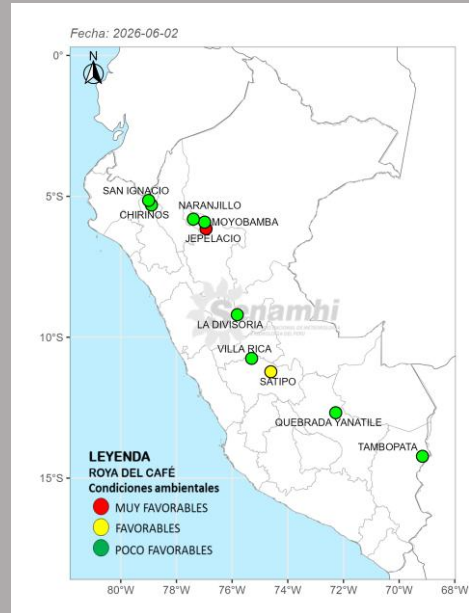 Fecha: 2026-06-02
0°
N
5°S
SAN IGNACIO
CHIRINOS
NARANJILLO
MOYOBAMBA
JEPELACIO
Senamhi
LA DIVISORIA
10°S
VILLA RICA
SATIPO
QUEBRADA YANATILE
TAMBOPATA
15°S
LEYENDA
ROYA DEL CAFÉ
Condiciones ambientales
MUY FAVORABLES
FAVORABLES
POCO FAVORABLES
80°W 78°W 76°W 74°W 72°W 70°W 68°W